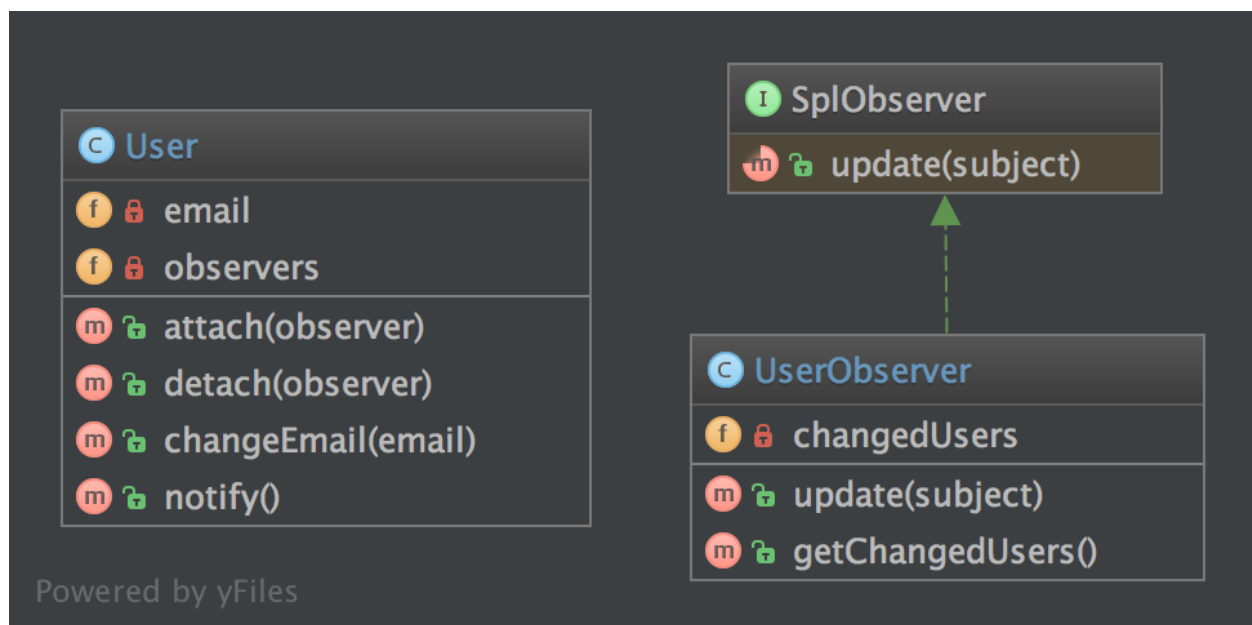 User
email
observers
attach(observer)
detach(observer)
changeEmail(email)
notify()
SplObserver
update(subject)
UserObserver
changedUsers
update(subject)
getChangedUsers()
Powered by yFiles